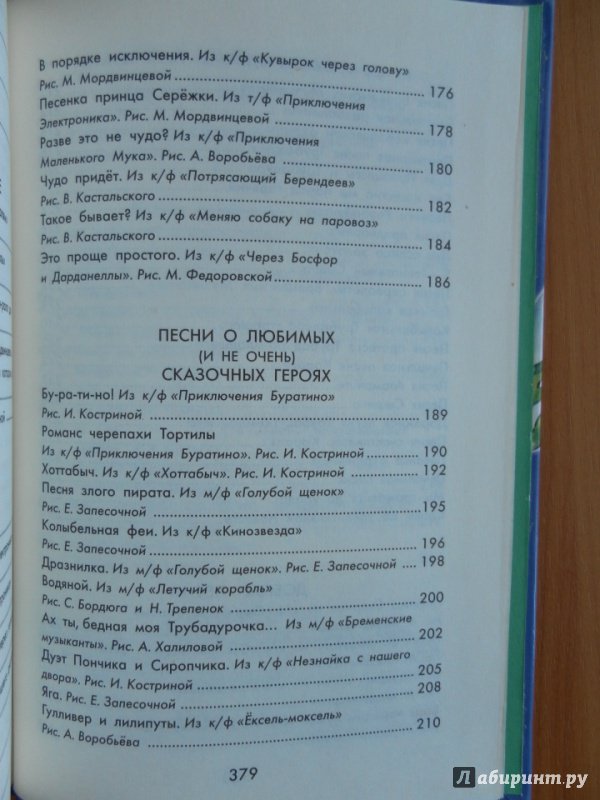 В порядке исключения. Из к/ф «Кувырок через голову»
Рис. М. Мордвинцевой 176
Песенка принца Серёжки. Из т/ф «Приключения
Электроника». Рис. М. Мордвинцевой 178
Разве это не чудо? Из к/ф «Приключения
Маленького Мука». Рис. А. Воробьёва 180
Чудо придёт. Из к/ф «Потрясающий Берендеев»
Рис. В. Кастальского 182
Такое бывает? Из к/ф «Меняю собаку на паровоз»
Рис. В. Кастальского 184
Это проще простого. Из к/ф «Через Босфор
и Дарданеллы». Рис. М. Федоровской 186
ПЕСНИ О ЛЮБИМЫХ
(И НЕ ОЧЕНЬ)
СКАЗОЧНЫХ ГЕРОЯХ
Бу-ра-ти-но! Из к/ф «Приключения Буратино»
Рис. И. Костриной 189
Романс черепахи Тортилы
Из к/ф «Приключения Буратино». Рис. И. Костриной 190
Хоттабыч. Из к/ф «Хоттабыч». Рис. И. Костриной 192
Песня злого пирата. Из м/ф «Голубой щенок»
Рис. Е. Запесочной 195
Колыбельная феи. Из к/ф «Кинозвезда»
Рис. Е. Запесочной 196
Дразнилка. Из м/ф «Голубой щенок». Рис. Е. Запесочной 198
Водяной. Из м/ф «Летучий корабль»
Рис. С. Бордюга и Н. Трепенок 200
Ах ты, бедная моя Трубадурочка... Из м/ф «Бременские
музыканты». Рис. А. Халиловой 202
Дуэт Пончика и Сиропчика. Из к/ф «Незнайка с нашего
двора». Рис. И. Костриной 205
Яга. Рис. Е. Запесочной 208
Гулливер и лилипуты. Из к/ф «Ёксель-моксель»
Рис. А. Воробьёва 210
379
Лабиринт.ру